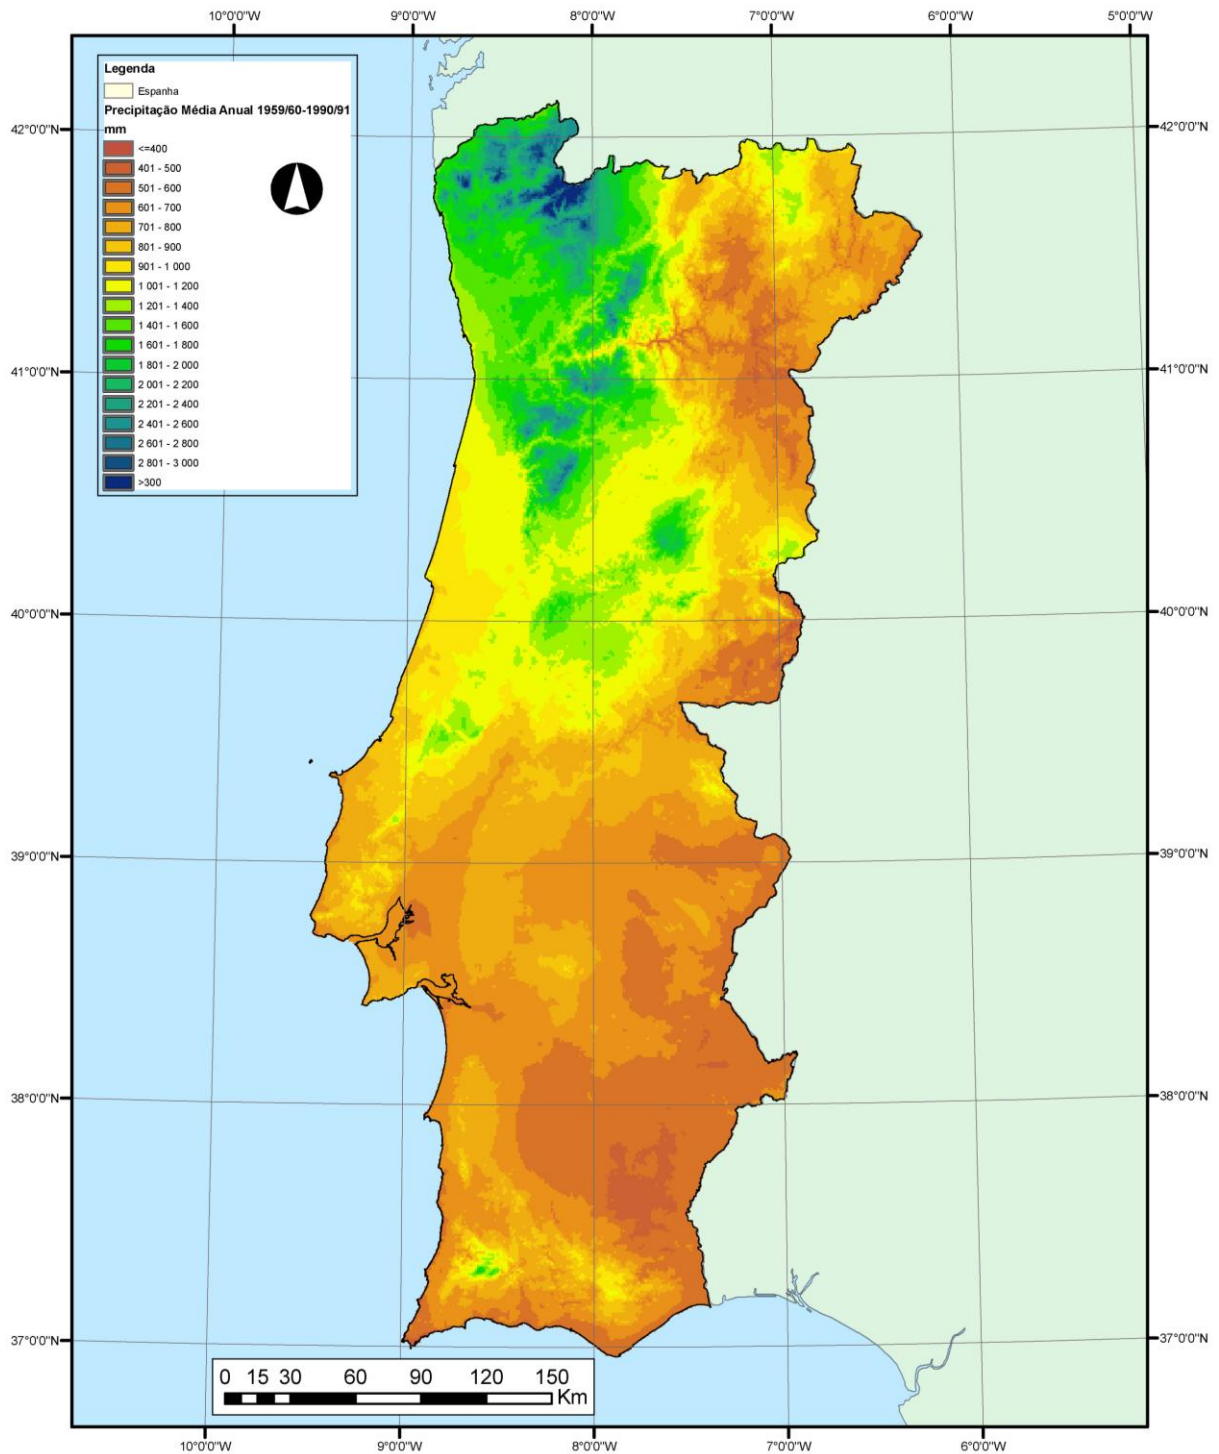 10°0'0"W 9°0'0"W 8°0'0"W 7°0'0"W 6°0'0"W 5°0'0"W
Legenda
Espanha
Precipitação Média Anual 1959/60-1990/91
mm
<=400
401 - 500
501 - 600
601 - 700
701 - 800
801 - 900
901 - 1 000
1 001 - 1 200
1 201 - 1 400
1 401 - 1 600
1 601 - 1 800
1 801 - 2 000
2 001 - 2 200
2 201 - 2 400
2 401 - 2 600
2 601 - 2 800
2 801 - 3 000
>300
42°0'0"N 42°0'0"N
41°0'0"N 41°0'0"N
40°0'0"N 40°0'0"N
39°0'0"N 39°0'0"N
38°0'0"N 38°0'0"N
37°0'0"N 37°0'0"N
0 15 30 60 90 120 150
Km
10°0'0"W 9°0'0"W 8°0'0"W 7°0'0"W 6°0'0"W